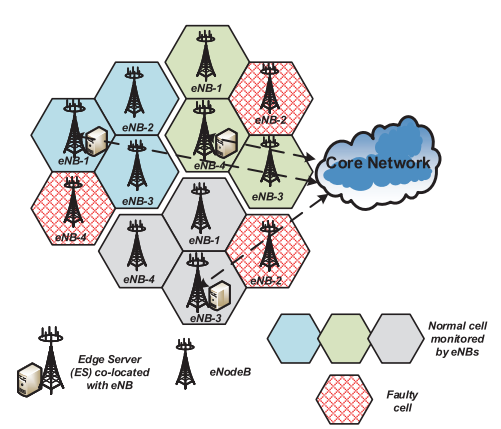 eNB-1
eNB-2
eNB-2
eNB-1
eNB-4
Core Network
eNB-3
eNB-3
eNB-4
eNB-1
eNB-4
eNB-2
eNB-3
Edge Server
(ES) co-located
with eNB
eNodeB
Normal cell
monitored
by eNBs
Faulty
cell